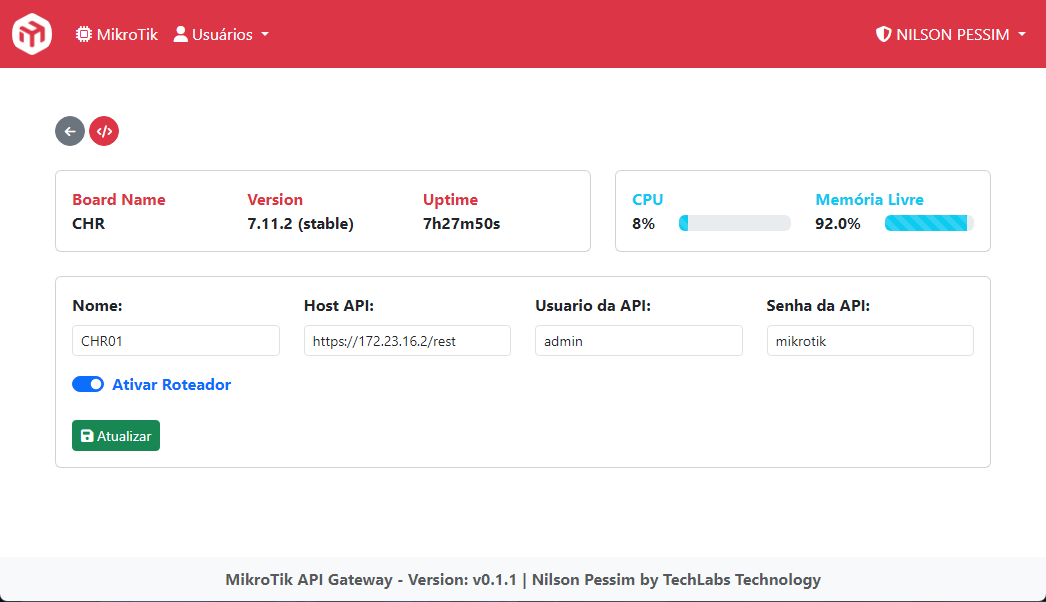 MikroTik Usuários NILSON PESSIM
</>
Board Name Version Uptime
CHR 7.11.2 (stable) 7h27m50s
CPU Memória Livre
8% 92.0%
Nome: Host API: Usuario da API: Senha da API:
CHR01 https://172.23.16.2/rest admin mikrotik
Ativar Roteador
Atualizar
MikroTik API Gateway - Version: v0.1.1 | Nilson Pessim by TechLabs Technology